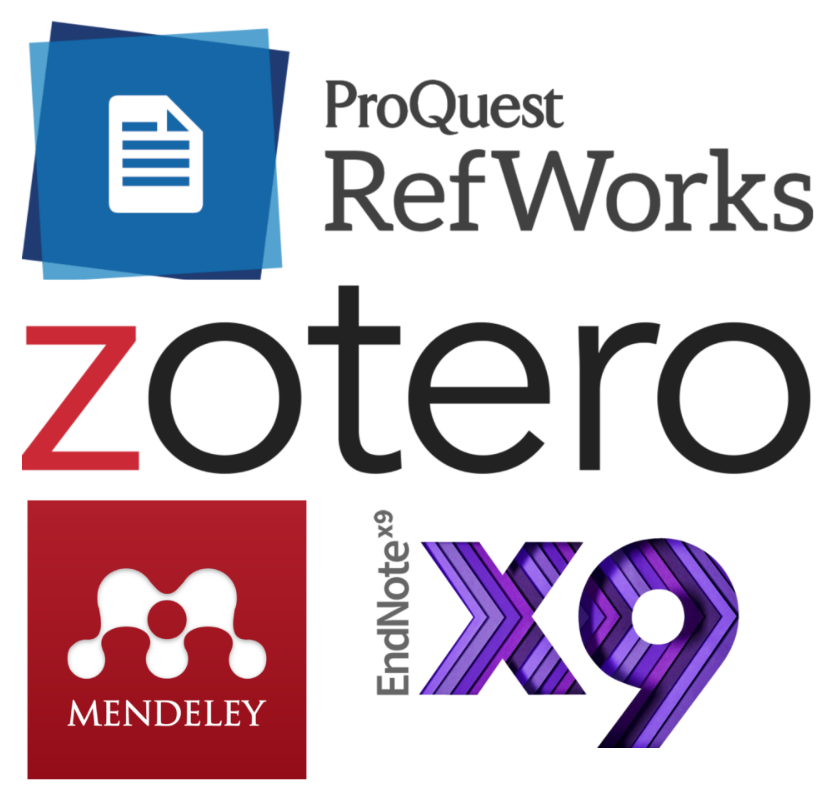 ProQuest
RefWorks
zotero
MENDELEY
EndNote x9
x9